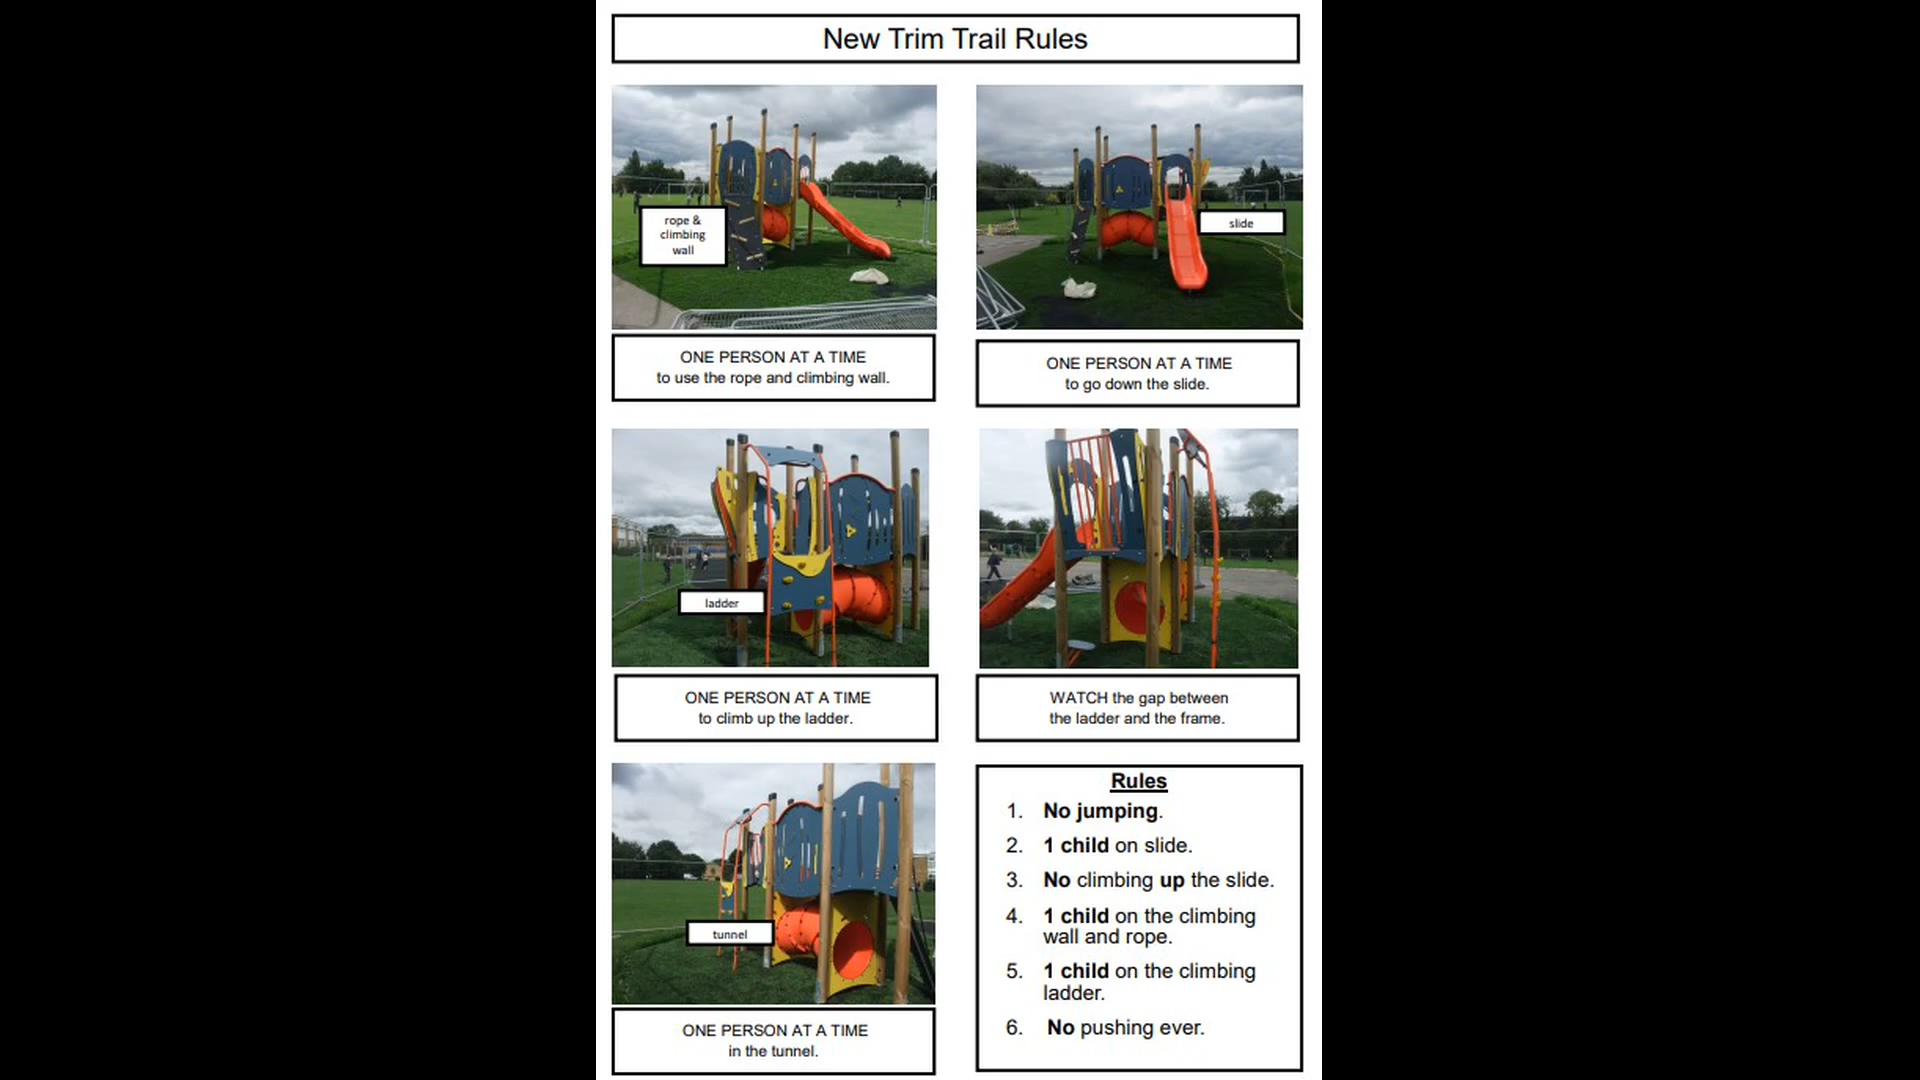 New Trim Trail Rules
rope &
climbing
wall
slide
ONE PERSON AT A TIME
to use the rope and climbing wall.
ONE PERSON AT A TIME
to go down the slide.
ladder
ONE PERSON AT A TIME
to climb up the ladder.
WATCH the gap between
the ladder and the frame.
tunnel
ONE PERSON AT A TIME
in the tunnel.
Rules
1. No jumping.
2. 1 child on slide.
3. No climbing up the slide.
4. 1 child on the climbing
wall and rope.
5. 1 child on the climbing
ladder.
6. No pushing ever.